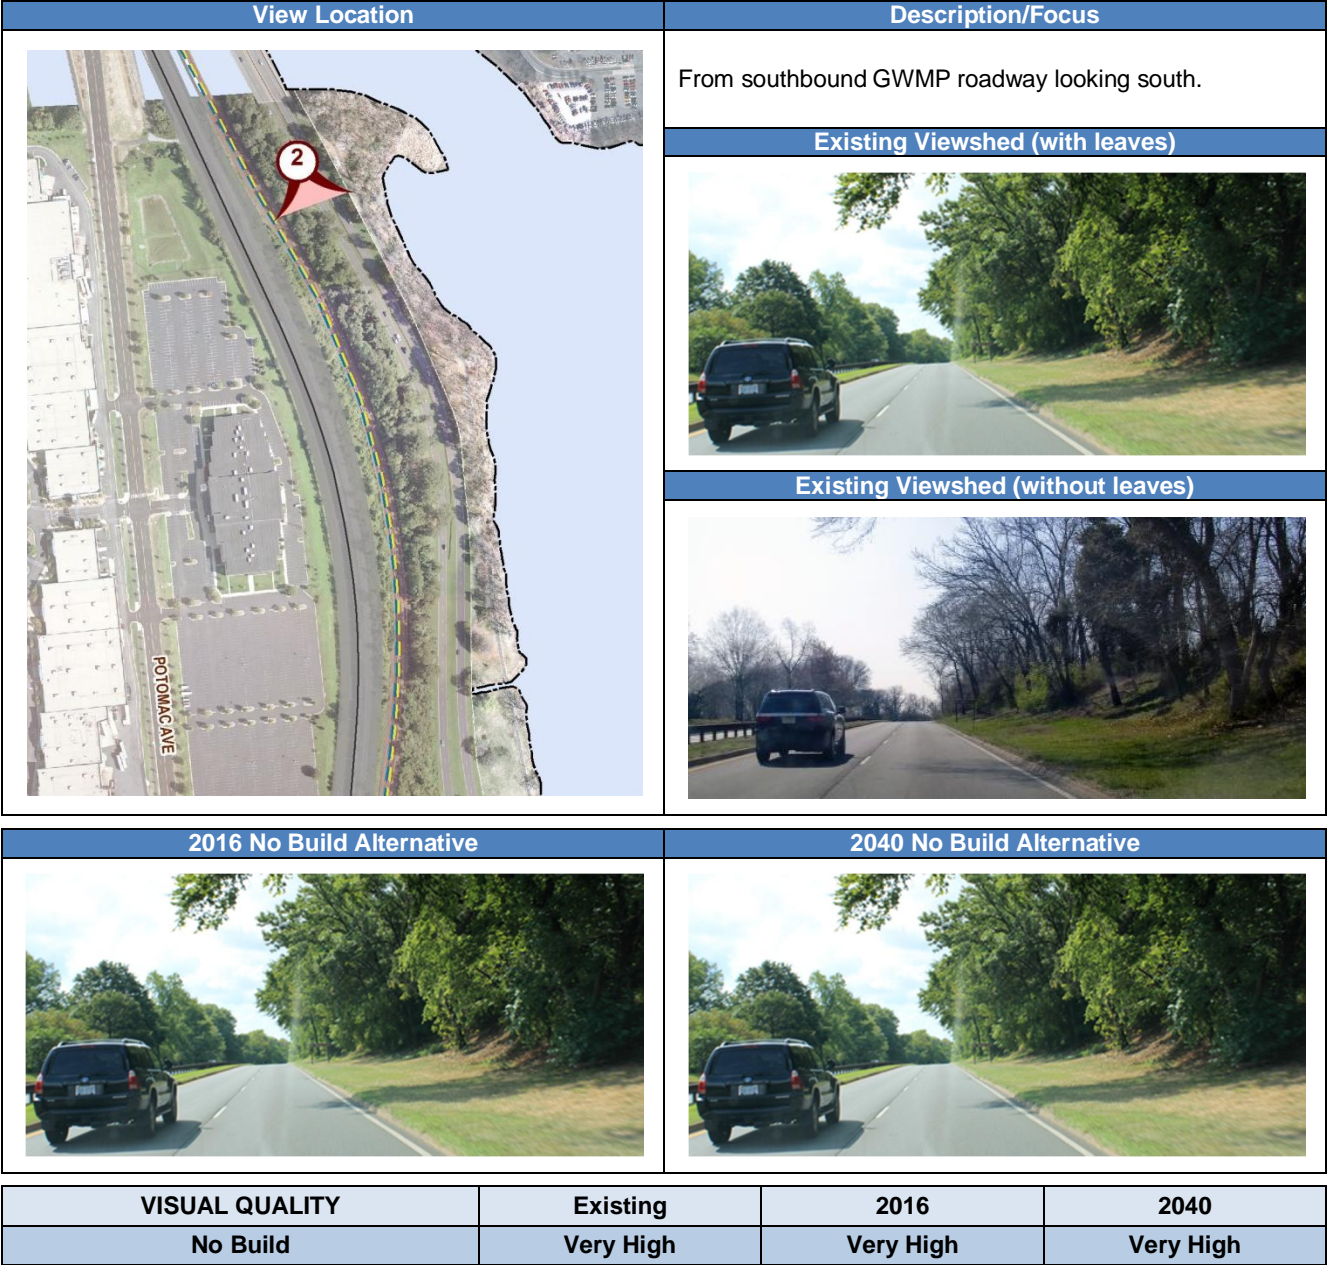 View Location
Description/Focus
2
POTOMAC AVE
From southbound GWMP roadway looking south.
Existing Viewshed (with leaves)
Existing Viewshed (without leaves)
2016 No Build Alternative
2040 No Build Alternative
VISUAL QUALITY Existing 2016 2040
No Build Very High Very High Very High